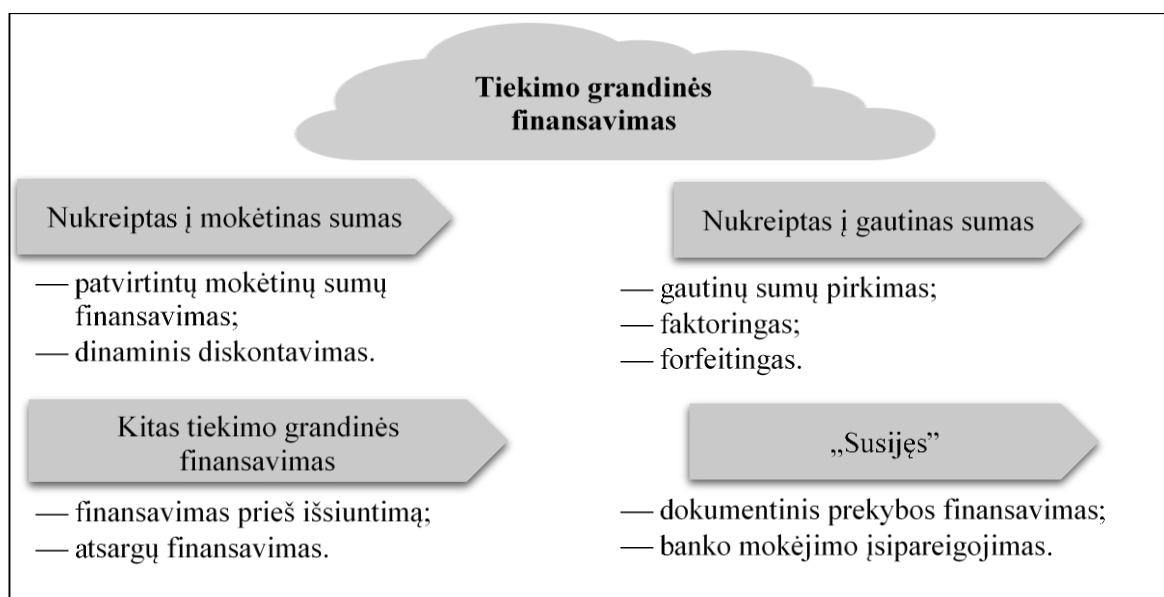 Tiekimo grandinės
finansavimas
Nukreiptas į mokėtinas sumas
— patvirtintų mokėtinų sumų
finansavimas;
— dinaminis diskontavimas.
Nukreiptas į gautinas sumas
— gautinų sumų pirkimas;
— faktoringas;
— forfeitingas.
Kitas tiekimo grandinės
finansavimas
— finansavimas prieš išsiuntimą;
— atsargų finansavimas.
„Susijęs”
— dokumentinis prekybos finansavimas;
— banko mokėjimo įsipareigojimas.